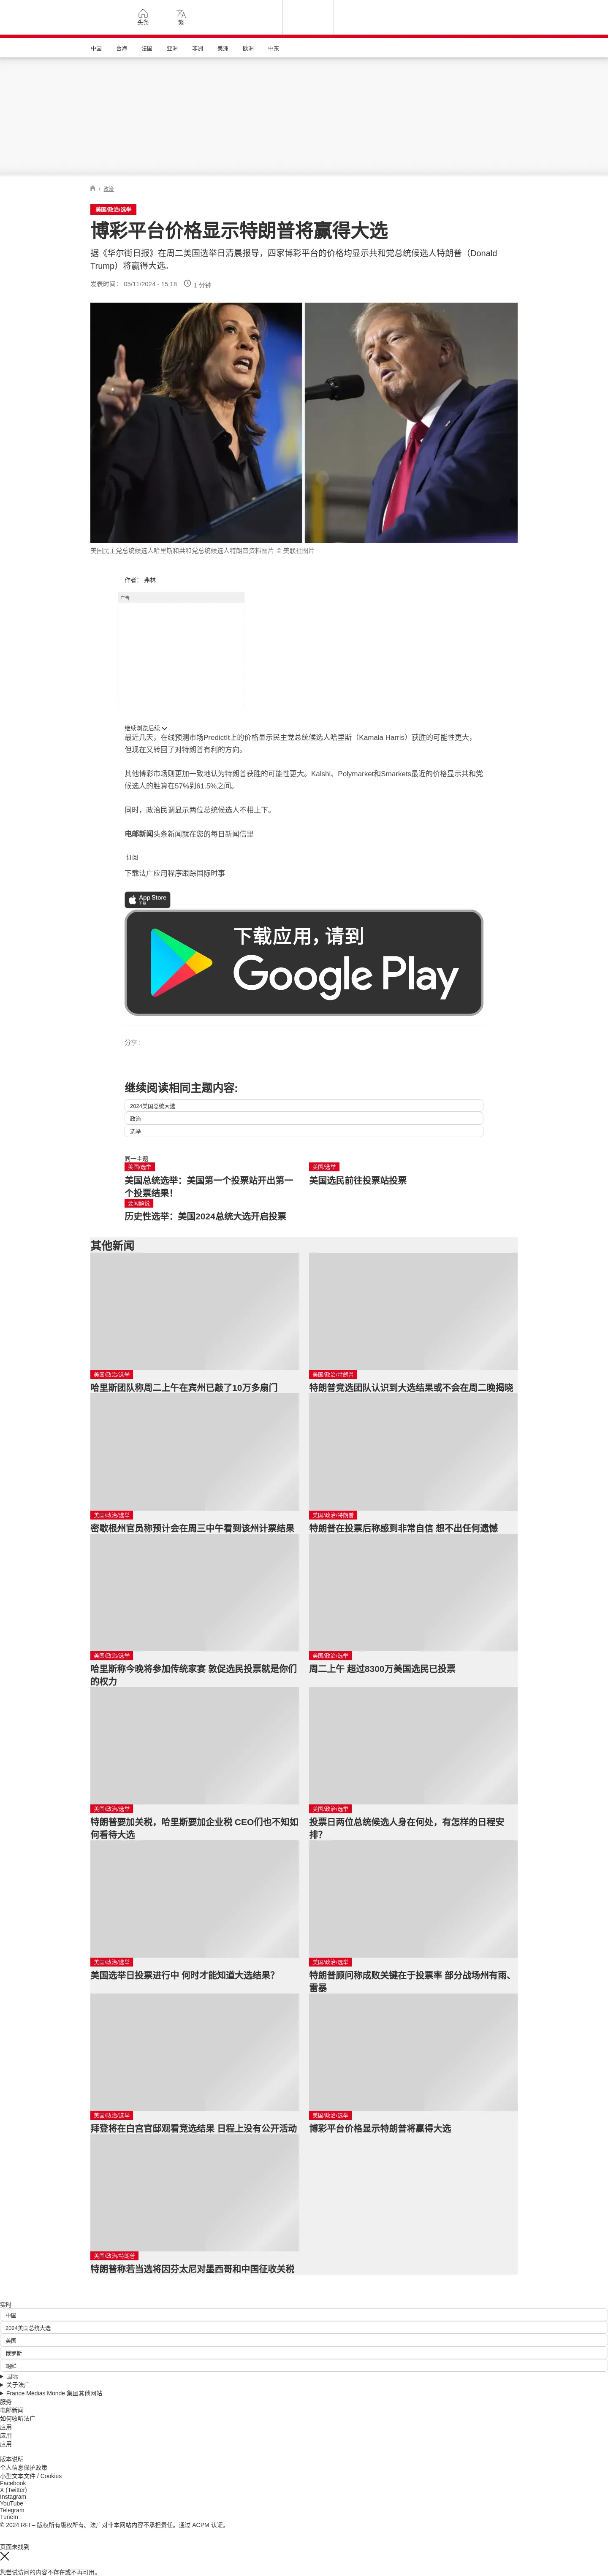 头条
繁
中国 台海 法国 亚洲 非洲 美洲 欧洲 中东
/ 政治
美国/政治/选举
博彩平台价格显示特朗普将赢得大选
据《华尔街日报》在周二美国选举日清晨报导，四家博彩平台的价格均显示共和党总统候选人特朗普（Donald
Trump）将赢得大选。
发表时间： 05/11/2024 - 15:18 1 分钟
美国民主党总统候选人哈里斯和共和党总统候选人特朗普资料图片 © 美联社图片
作者： 弗林
广告
继续浏览后续
最近几天，在线预测市场PredictIt上的价格显示民主党总统候选人哈里斯（Kamala Harris）获胜的可能性更大，
但现在又转回了对特朗普有利的方向。
其他博彩市场则更加一致地认为特朗普获胜的可能性更大。Kalshi、Polymarket和Smarkets最近的价格显示共和党
候选人的胜算在57%到61.5%之间。
同时，政治民调显示两位总统候选人不相上下。
电邮新闻头条新闻就在您的每日新闻信里
订阅
下载法广应用程序跟踪国际时事
App Store
下载
下载应用，请到
Google Play
分享 :
继续阅读相同主题内容:
2024美国总统大选
政治
选举
同一主题
美国/选举
美国总统选举：美国第一个投票站开出第一
个投票结果！
美国/选举
美国选民前往投票站投票
要闻解说
历史性选举：美国2024总统大选开启投票
其他新闻
美国/政治/选举
哈里斯团队称周二上午在宾州已敲了10万多扇门
美国/政治/特朗普
特朗普竞选团队认识到大选结果或不会在周二晚揭晓
美国/政治/选举
密歇根州官员称预计会在周三中午看到该州计票结果
美国/政治/特朗普
特朗普在投票后称感到非常自信 想不出任何遗憾
美国/政治/选举
哈里斯称今晚将参加传统家宴 敦促选民投票就是你们
的权力
美国/政治/选举
周二上午 超过8300万美国选民已投票
美国/政治/选举
特朗普要加关税，哈里斯要加企业税 CEO们也不知如
何看待大选
美国/政治/选举
投票日两位总统候选人身在何处，有怎样的日程安
排？
美国/政治/选举
美国选举日投票进行中 何时才能知道大选结果？
美国/政治/选举
特朗普顾问称成败关键在于投票率 部分战场州有雨、
雷暴
美国/政治/选举
拜登将在白宫官邸观看竞选结果 日程上没有公开活动
美国/政治/选举
博彩平台价格显示特朗普将赢得大选
美国/政治/特朗普
特朗普称若当选将因芬太尼对墨西哥和中国征收关税
实时
中国
2024美国总统大选
美国
俄罗斯
朝鲜
国际
关于法广
France Médias Monde 集团其他网站
服务
电邮新闻
如何收听法广
应用
应用
应用
版本说明
个人信息保护政策
小型文本文件 / Cookies
Facebook
X (Twitter)
Instagram
YouTube
Telegram
TuneIn
© 2024 RFI – 版权所有版权所有。法广对非本网站内容不承担责任。通过 ACPM 认证。
页面未找到
您尝试访问的内容不存在或不再可用。